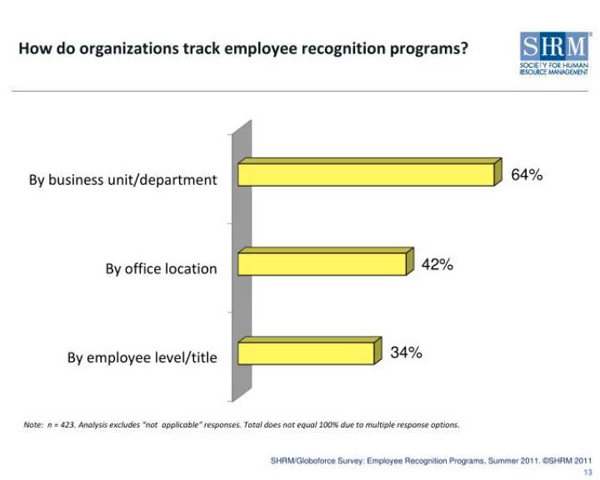 How do organizations track employee recognition programs?
SHRM®
SOCIETY FOR HUMAN
RESOURCE MANAGEMENT
By business unit/department
64%
By office location
42%
By employee level/title
34%
Note: n = 423. Analysis excludes "not applicable" responses. Total does not equal 100% due to multiple response options.
SHRM/Globoforce Survey: Employee Recognition Programs, Summer 2011. ©SHRM 2011
13